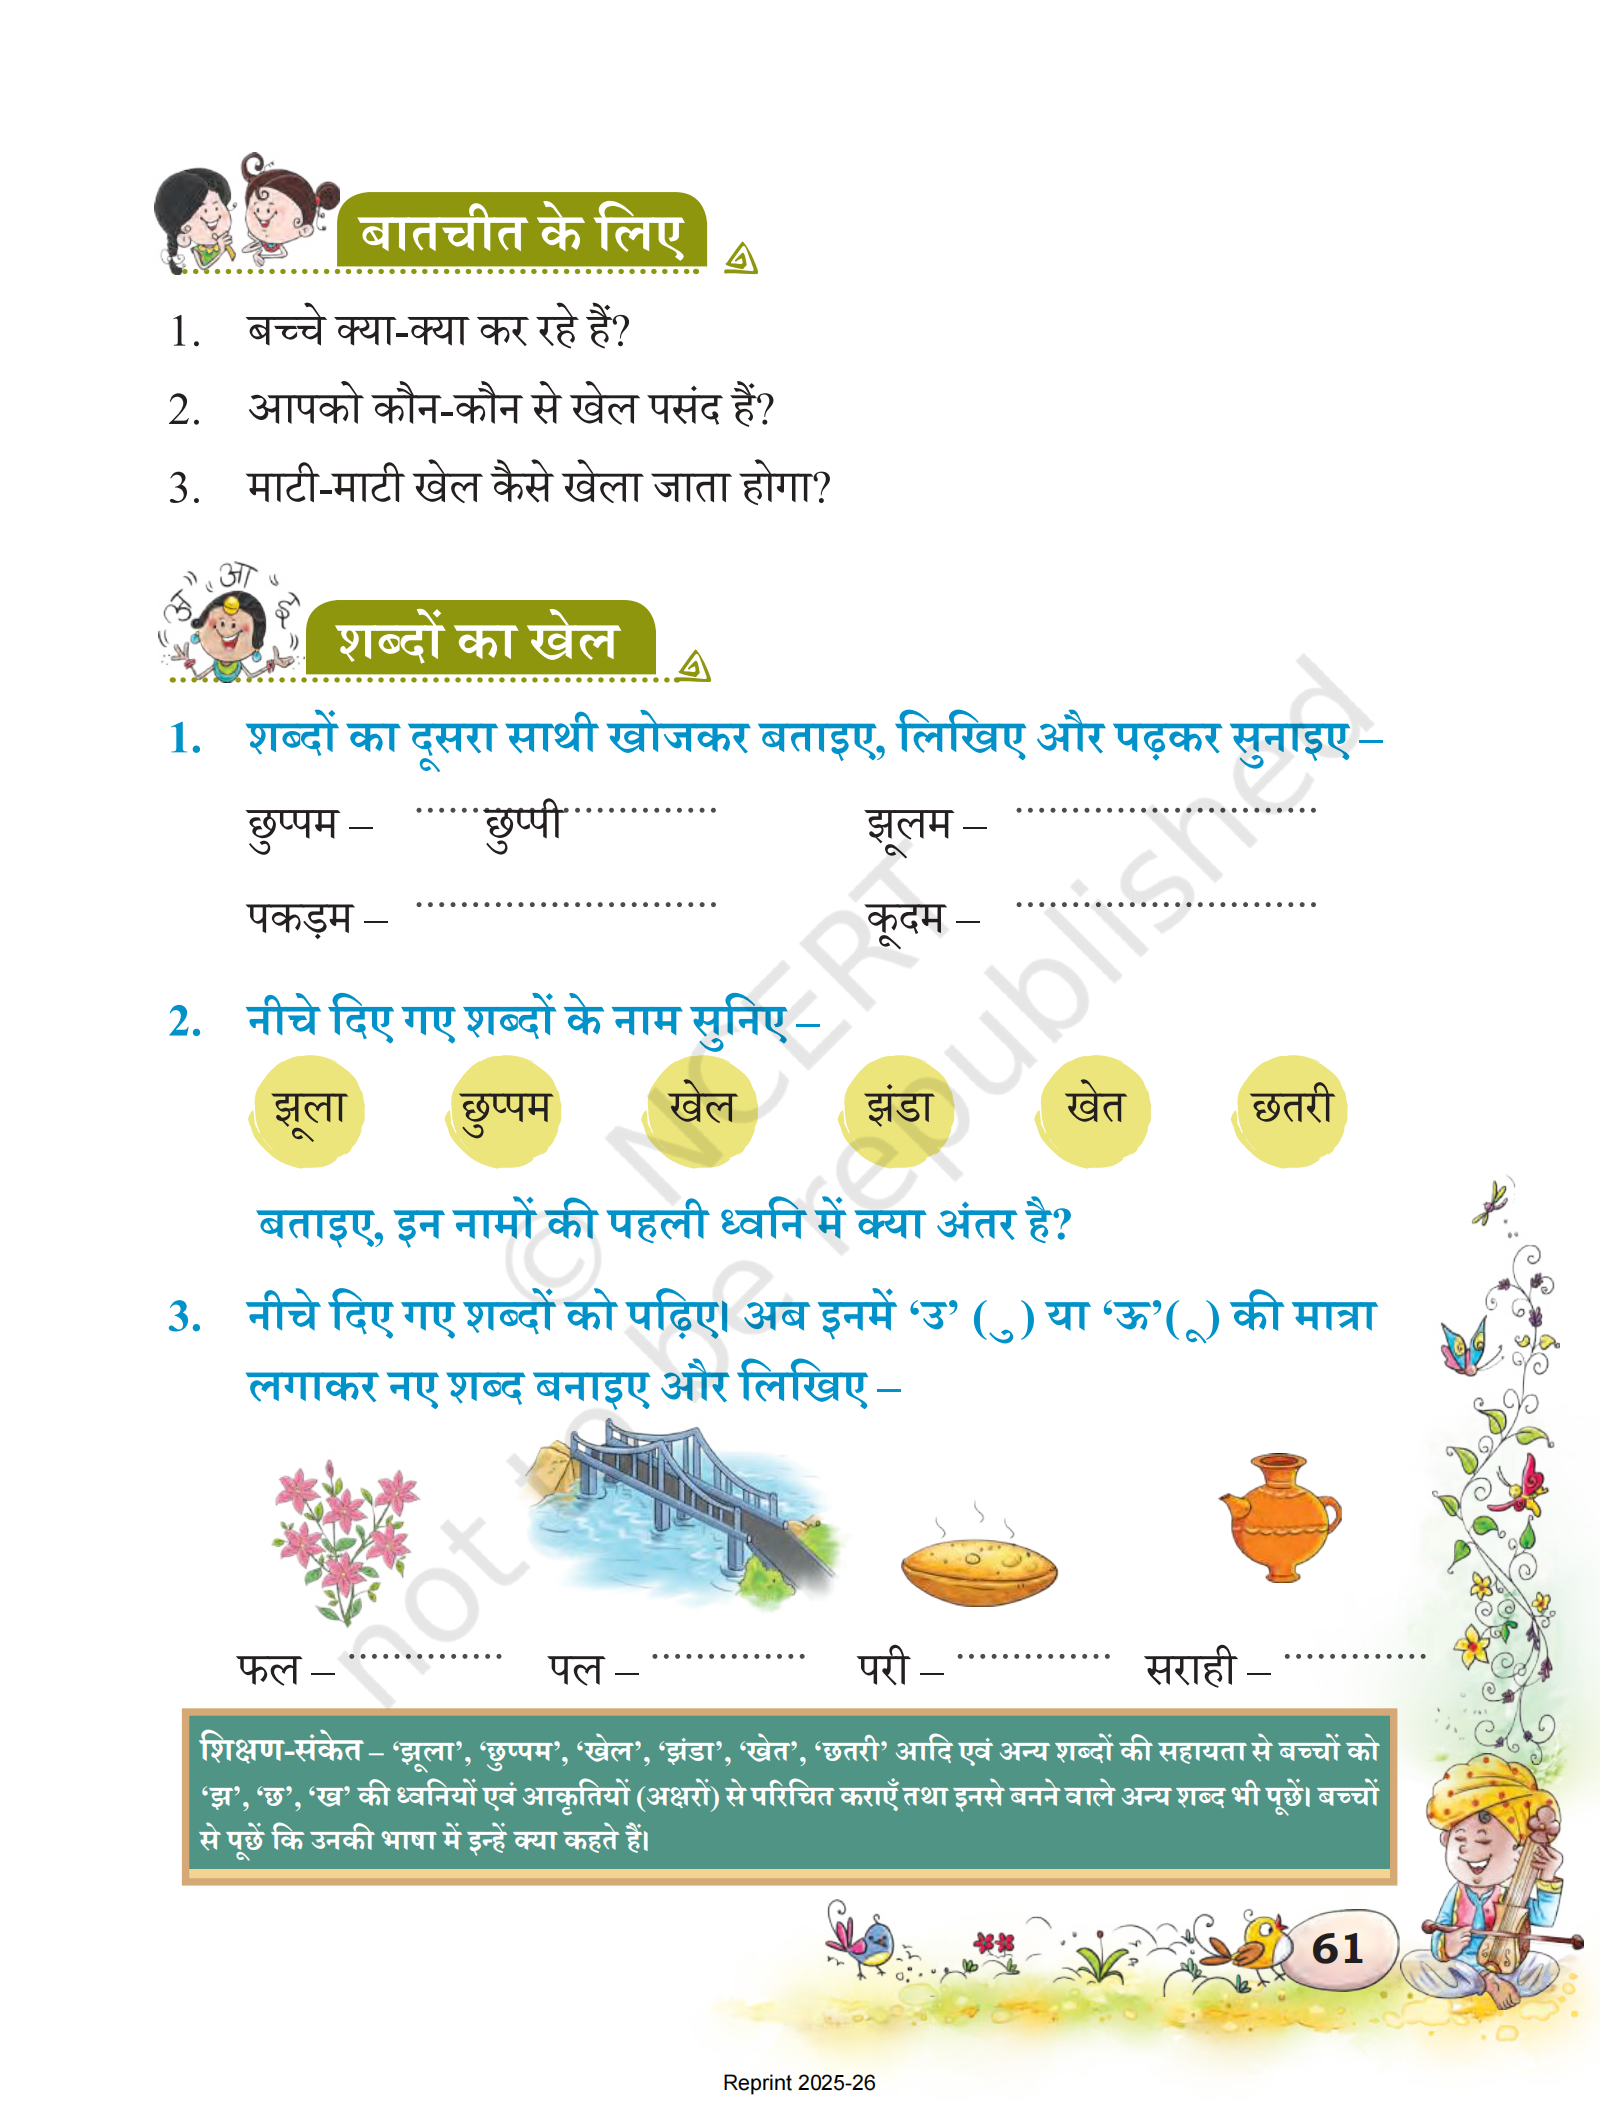 बातचीत के लिए
1. बच्चे क्या-क्या कर रहे हैं?
2. आपको कौन-कौन से खेल पसंद हैं?
3. माटी-माटी खेल कैसे खेला जाता होगा?
अ आ इ
शब्दों का खेल
1. शब्दों का दूसरा साथी खोजकर बताइए, लिखिए और पढ़कर सुनाइए –
छुप्पम – छुप्पी झूलम –
पकड़म – कूदम –
2. नीचे दिए गए शब्दों के नाम सुनिए –
झूला छुप्पम खेल झंडा खेत छतरी
बताइए, इन नामों की पहली ध्वनि में क्या अंतर है?
3. नीचे दिए गए शब्दों को पढ़िए। अब इनमें ‘उ’ ( ु ) या ‘ऊ’( ू ) की मात्रा
लगाकर नए शब्द बनाइए और लिखिए –
फल – पल – परी – सराही –
शिक्षण-संकेत – ‘झूला’, ‘छुप्पम’, ‘खेल’, ‘झंडा’, ‘खेत’, ‘छतरी’ आदि एवं अन्य शब्दों की सहायता से बच्चों को
‘झ’, ‘छ’, ‘ख’ की ध्वनियों एवं आकृतियों (अक्षरों) से परिचित कराएँ तथा इनसे बनने वाले अन्य शब्द भी पूछें। बच्चों
से पूछें कि उनकी भाषा में इन्हें क्या कहते हैं।
61
© NCERT
not to be republished
Reprint 2025-26